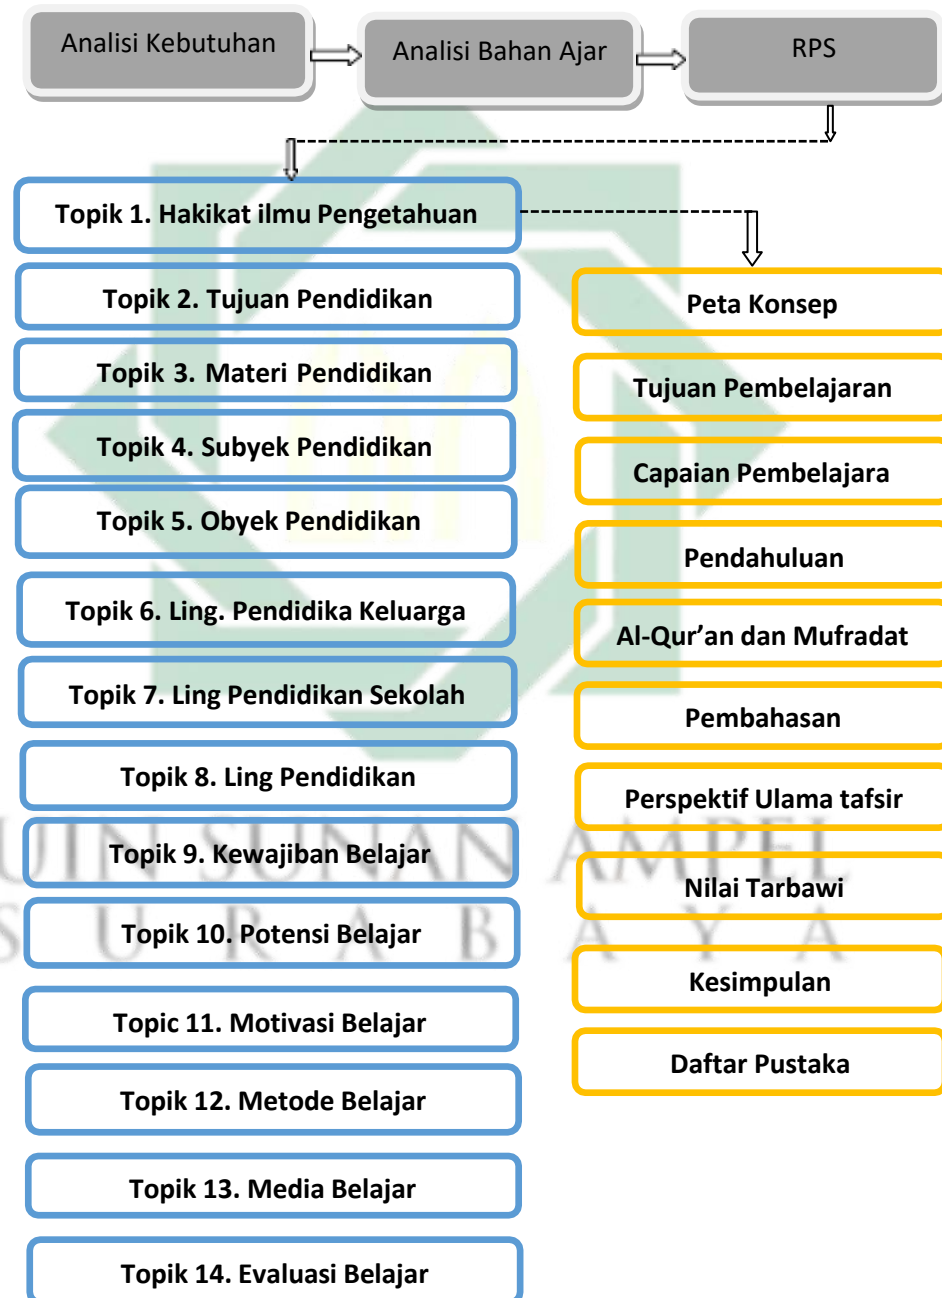 Analisi Kebutuhan
Analisi Bahan Ajar
RPS
Topik 1. Hakikat ilmu Pengetahuan
Topik 2. Tujuan Pendidikan
Topik 3. Materi Pendidikan
Topik 4. Subyek Pendidikan
Topik 5. Obyek Pendidikan
Topik 6. Ling. Pendidika Keluarga
Topik 7. Ling Pendidikan Sekolah
Topik 8. Ling Pendidikan
Topik 9. Kewajiban Belajar
Topik 10. Potensi Belajar
Topic 11. Motivasi Belajar
Topik 12. Metode Belajar
Topik 13. Media Belajar
Topik 14. Evaluasi Belajar
Peta Konsep
Tujuan Pembelajaran
Capaian Pembelajara
Pendahuluan
Al-Qur’an dan Mufradat
Pembahasan
Perspektif Ulama tafsir
Nilai Tarbawi
Kesimpulan
Daftar Pustaka
UIN SUNAN AMPEL
SURABAYA